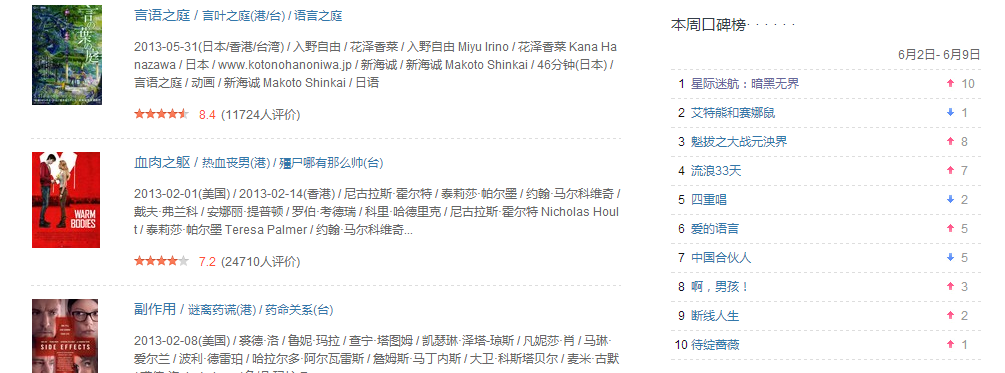 言语之庭 / 言叶之庭(港/台) / 语言之庭
2013-05-31(日本/香港/台湾) / 入野自由 / 花泽香菜 / 入野自由 Miyu Irino / 花泽香菜 Kana Ha
nazawa / 日本 / www.kotonohanoniwa.jp / 新海诚 / 新海诚 Makoto Shinkai / 46分钟(日本) /
言语之庭 / 动画 / 新海诚 Makoto Shinkai / 日语
8.4 (11724人评价)
WARM
BODIES
血肉之躯 / 热血丧男(港) / 殭尸哪有那么帅(台)
2013-02-01(美国) / 2013-02-14(香港) / 尼古拉斯·霍尔特 / 泰莉莎·帕尔墨 / 约翰·马尔科维奇 /
戴夫·弗兰科 / 安娜丽·提普顿 / 罗伯·考德瑞 / 科里·哈德里克 / 尼古拉斯·霍尔特 Nicholas Houl
t / 泰莉莎·帕尔墨 Teresa Palmer / 约翰·马尔科维奇...
7.2 (24710人评价)
SIDE EFFECTS
副作用 / 谜离药谎(港) / 药命关系(台)
2013-02-08(美国) / 裘德·洛 / 鲁妮·玛拉 / 查宁·塔图姆 / 凯瑟琳·泽塔-琼斯 / 凡妮莎·肖 / 马琳·
爱尔兰 / 波利·德雷珀 / 哈拉尔多·阿尔瓦雷斯 / 詹姆斯·马丁内斯 / 大卫·科斯塔贝尔 / 麦米·古默
本周口碑榜· · · · · ·
6月2日- 6月9日
1 星际迷航：暗黑无界 10
2 艾特熊和赛娜鼠 1
3 魁拔之大战元泱界 8
4 流浪33天 7
5 四重唱 2
6 爱的语言 5
7 中国合伙人 5
8 啊，男孩！ 3
9 断线人生 2
10 待绽蔷薇 1